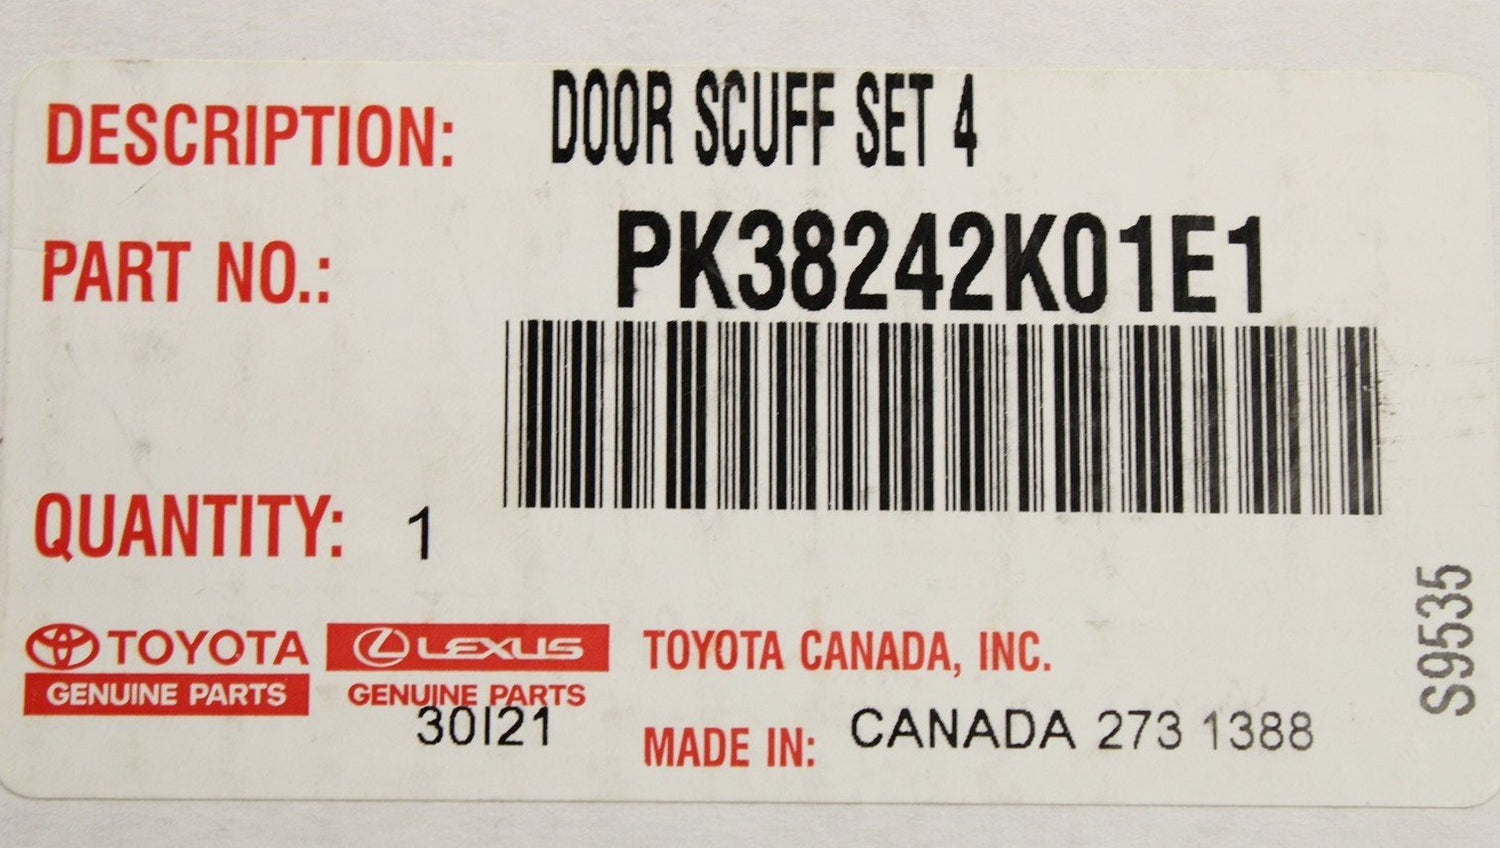 DESCRIPTION: DOOR SCUFF SET 4
PART NO.: PK38242K01E1
QUANTITY: 1
TOYOTA
GENUINE PARTS
LEXUS
GENUINE PARTS
30I21
TOYOTA CANADA, INC.
MADE IN: CANADA 273 1388
S9535